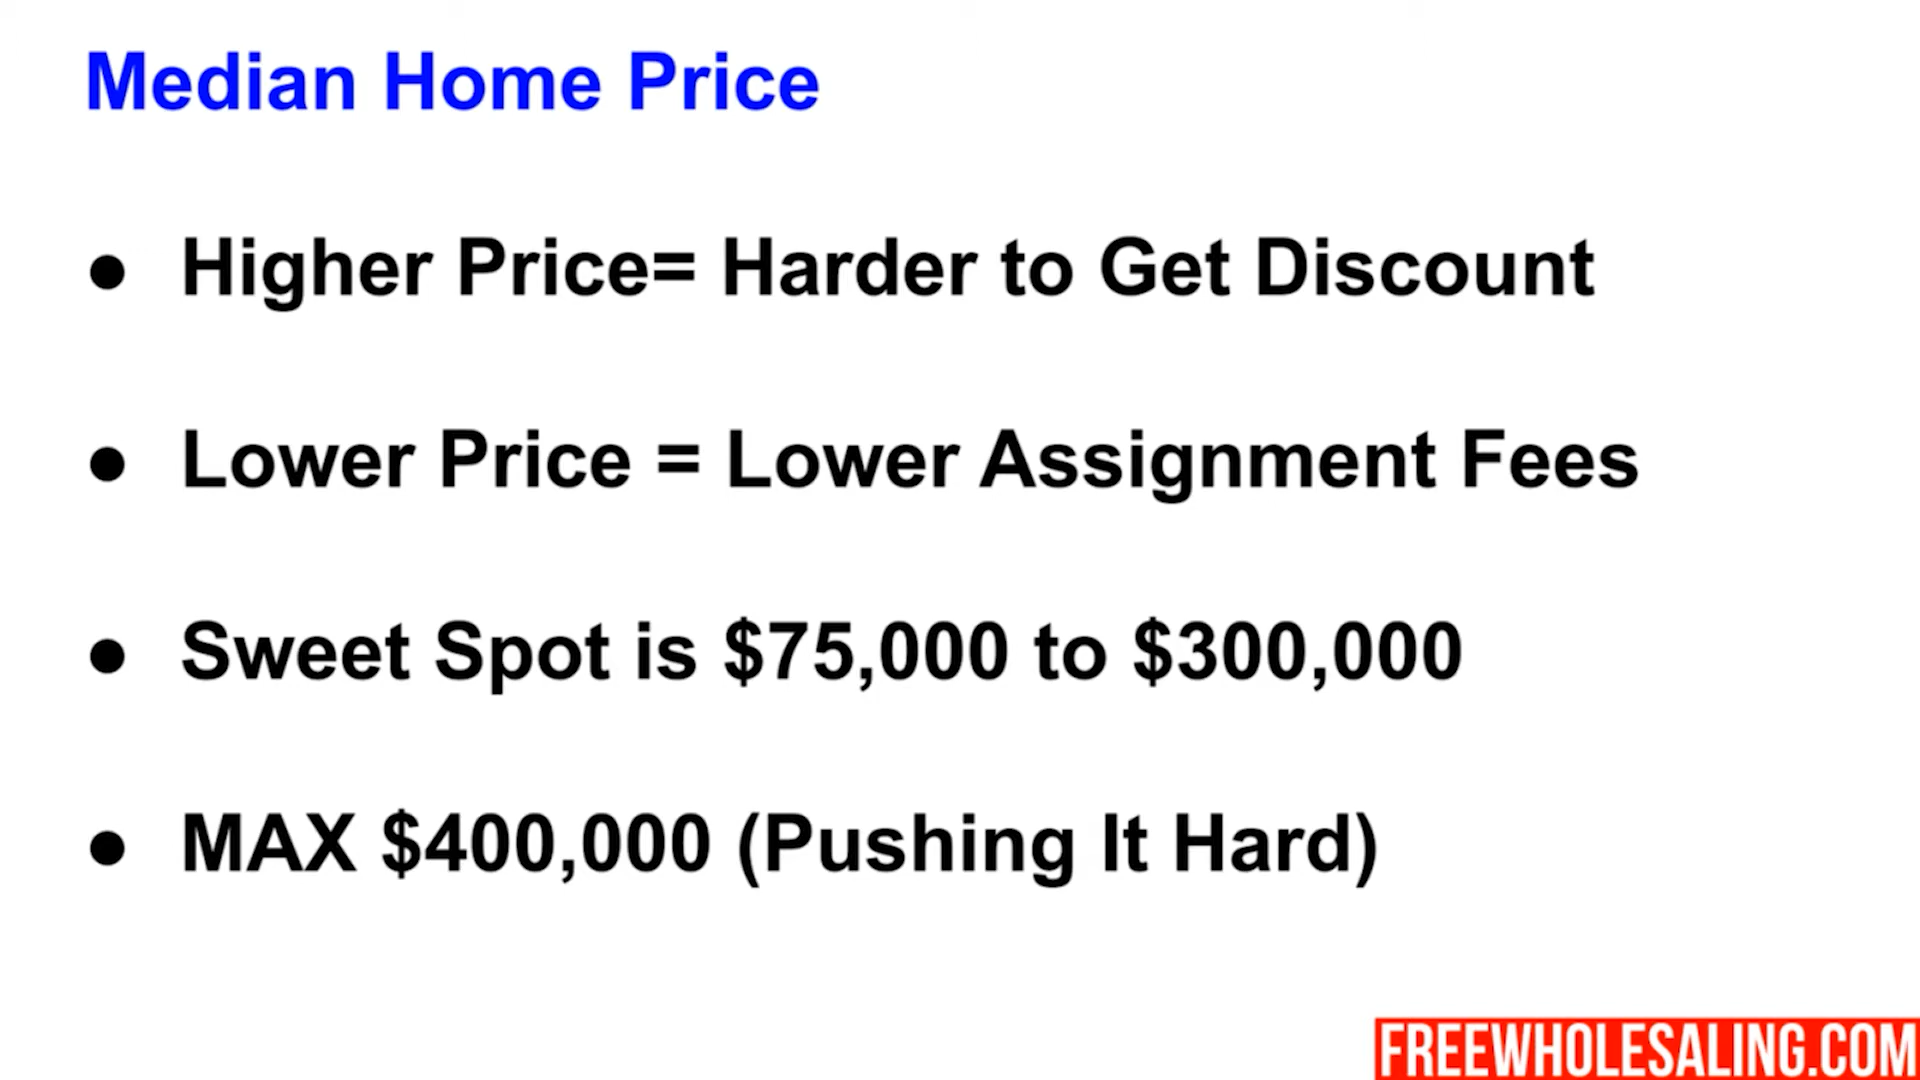 Median Home Price
● Higher Price= Harder to Get Discount
● Lower Price = Lower Assignment Fees
● Sweet Spot is $75,000 to $300,000
● MAX $400,000 (Pushing It Hard)
FREEWHOLESALING.COM